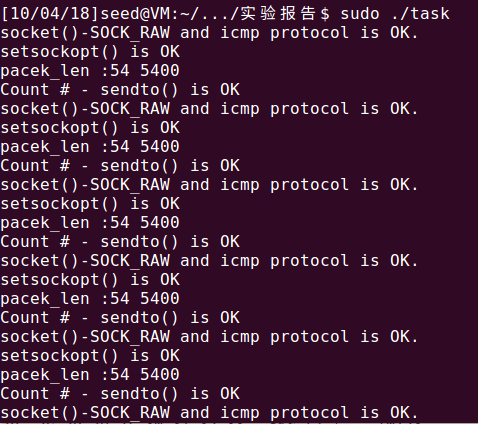 [10/04/18]seed@VM:~/.../实验报告$ sudo ./task
socket()-SOCK_RAW and icmp protocol is OK.
setsockopt() is OK
pacek_len :54 5400
Count # - sendto() is OK
socket()-SOCK_RAW and icmp protocol is OK.
setsockopt() is OK
pacek_len :54 5400
Count # - sendto() is OK
socket()-SOCK_RAW and icmp protocol is OK.
setsockopt() is OK
pacek_len :54 5400
Count # - sendto() is OK
socket()-SOCK_RAW and icmp protocol is OK.
setsockopt() is OK
pacek_len :54 5400
Count # - sendto() is OK
socket()-SOCK_RAW and icmp protocol is OK.
setsockopt() is OK
pacek_len :54 5400
Count # - sendto() is OK
socket()-SOCK_RAW and icmp protocol is OK.